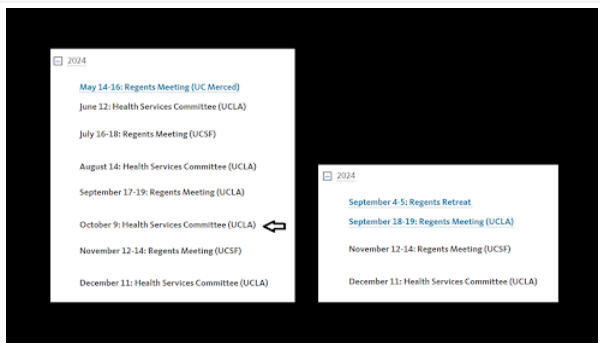 2024
May 14-16: Regents Meeting (UC Merced)
June 12: Health Services Committee (UCLA)
July 16-18: Regents Meeting (UCSF)
August 14: Health Services Committee (UCLA)
September 17-19: Regents Meeting (UCLA)
October 9: Health Services Committee (UCLA)
November 12-14: Regents Meeting (UCSF)
December 11: Health Services Committee (UCLA)
2024
September 4-5: Regents Retreat
September 18-19: Regents Meeting (UCLA)
November 12-14: Regents Meeting (UCSF)
December 11: Health Services Committee (UCLA)